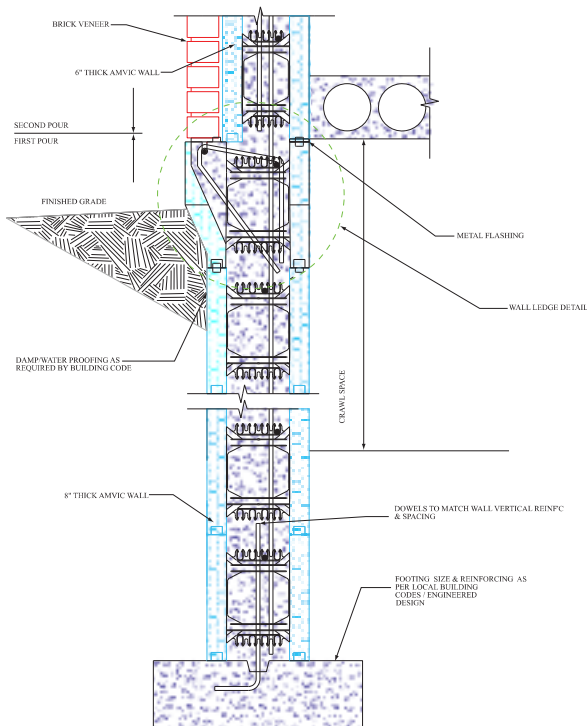 BRICK VENEER
6" THICK AMVIC WALL
SECOND POUR
FIRST POUR
FINISHED GRADE
METAL FLASHING
WALL LEDGE DETAIL
DAMP/WATER PROOFING AS
REQUIRED BY BUILDING CODE
CRAWL SPACE
8" THICK AMVIC WALL
DOWELS TO MATCH WALL VERTICAL REINF'C
& SPACING
FOOTING SIZE & REINFORCING AS
PER LOCAL BUILDING
CODES / ENGINEERED
DESIGN